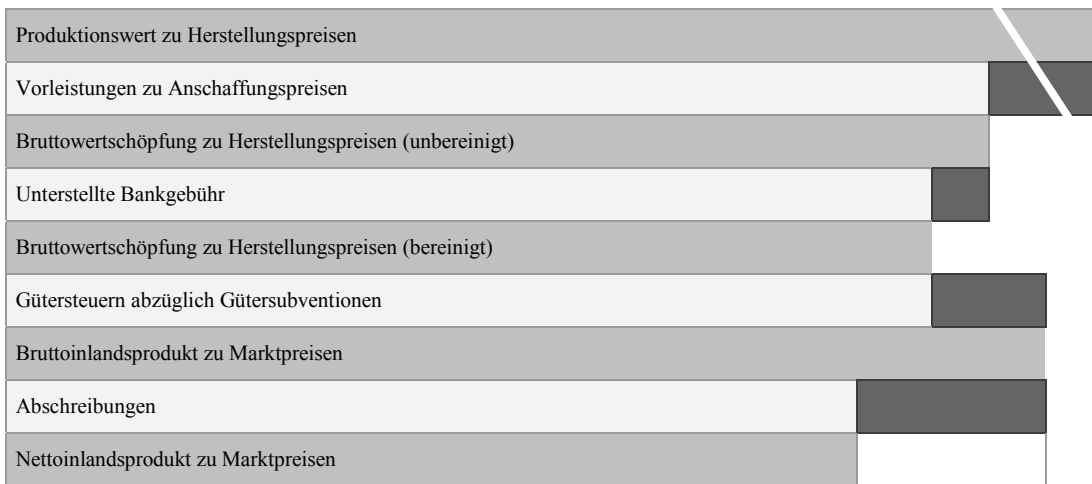 Produktionswert zu Herstellungspreisen
Vorleistungen zu Anschaffungspreisen
Bruttowertschöpfung zu Herstellungspreisen (unbereinigt)
Unterstellte Bankgebühr
Bruttowertschöpfung zu Herstellungspreisen (bereinigt)
Gütersteuern abzüglich Gütersubventionen
Bruttoinlandsprodukt zu Marktpreisen
Abschreibungen
Nettoinlandsprodukt zu Marktpreisen